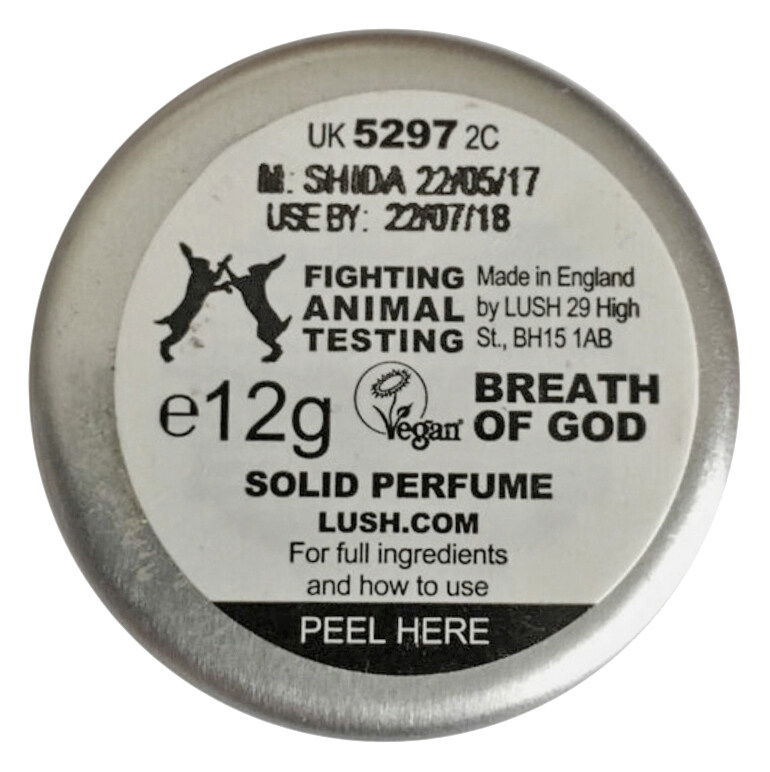 UK 5297 2C
M: SHIDA 22/05/17
USE BY: 22/07/18
FIGHTING
ANIMAL
TESTING
Made in England
by LUSH 29 High
St., BH15 1AB
e12g
Vegan
BREATH
OF GOD
SOLID PERFUME
LUSH.COM
For full ingredients
and how to use
PEEL HERE